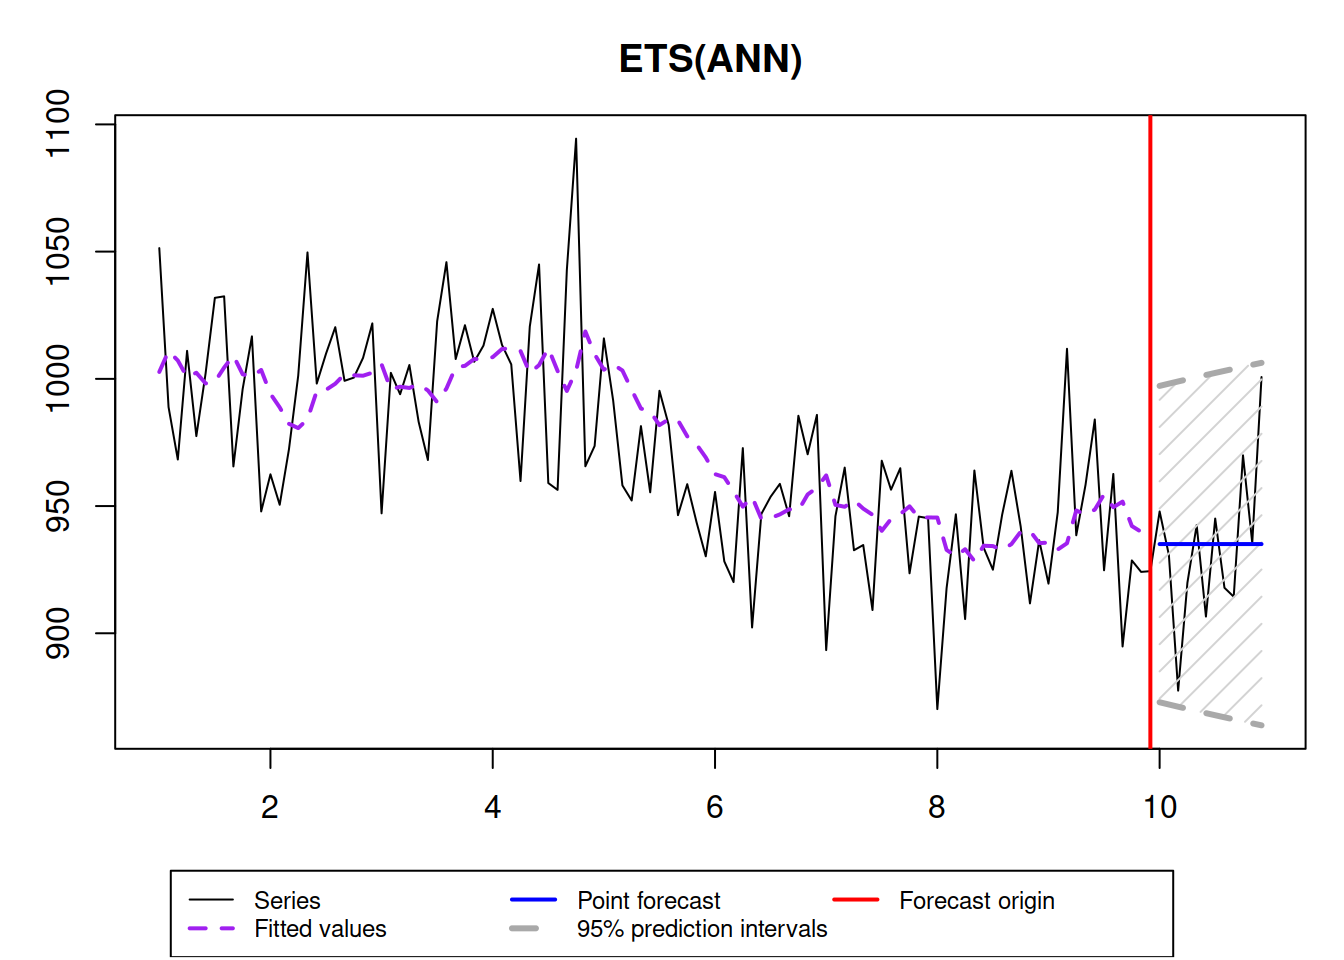 ETS(ANN)
1100
1050
1000
950
900
2 4 6 8 10
Series Point forecast Forecast origin
Fitted values 95% prediction intervals